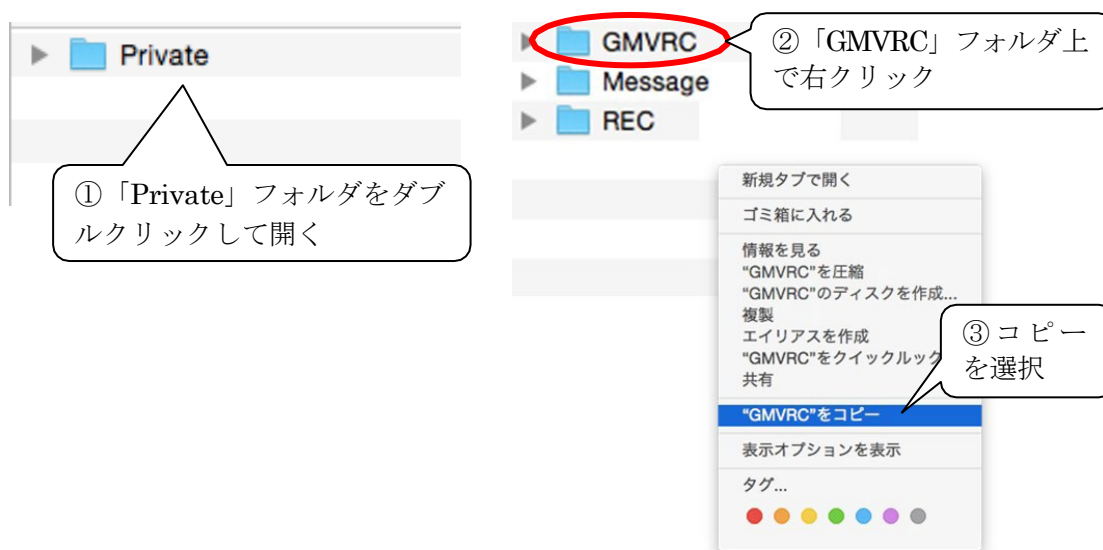 Private
①「Private」フォルダをダブ
ルクリックして開く
GMVRC
Message
REC
②「GMVRC」フォルダ上
で右クリック
新規タブで開く
ゴミ箱に入れる
情報を見る
“GMVRC”を圧縮
“GMVRC”のディスクを作成...
複製
エイリアスを作成
“GMVRC”をクイックルック
共有
“GMVRC”をコピー
表示オプションを表示
タグ...
③コピー
を選択